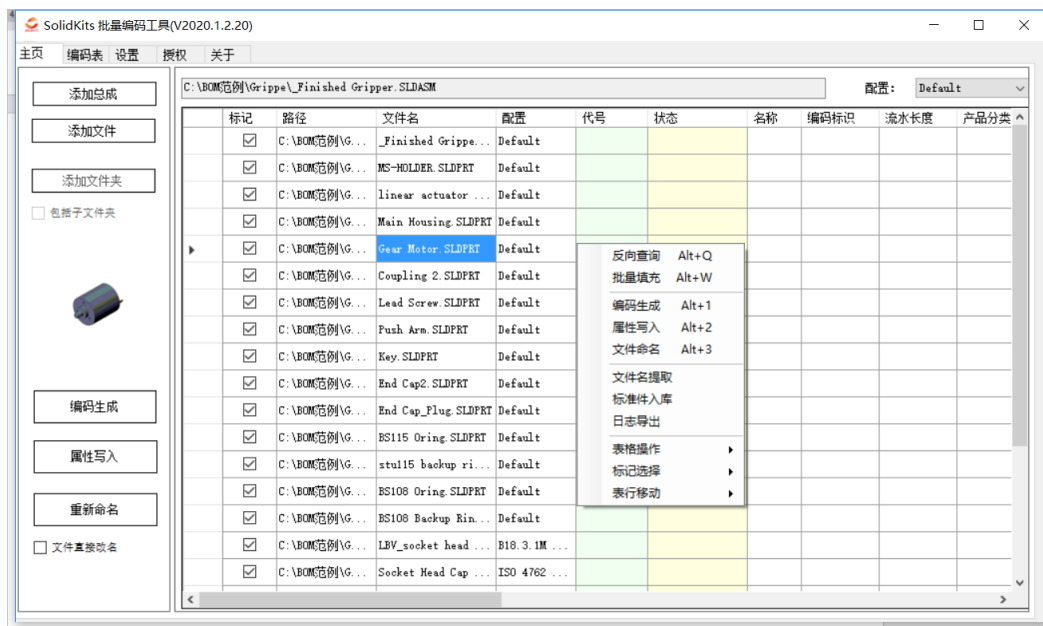 SolidKits 批量编码工具(V2020.1.2.20)
主页 编码表 设置 授权 关于
添加总成
添加文件
添加文件夹
包括子文件夹
编码生成
属性写入
重新命名
文件直接改名
C:\BOM范例\Grippe\_Finished Gripper.SLDASM 配置: Default
标记 路径 文件名 配置 代号 状态 名称 编码标识 流水长度 产品分类
C:\BOM范例\G... _Finished Grippe... Default
C:\BOM范例\G... MS-HOLDER.SLDPRT Default
C:\BOM范例\G... linear actuator ... Default
C:\BOM范例\G... Main Housing.SLDPRT Default
C:\BOM范例\G... Gear Motor.SLDPRT Default
C:\BOM范例\G... Coupling 2.SLDPRT Default
C:\BOM范例\G... Lead Screw.SLDPRT Default
C:\BOM范例\G... Push Arm.SLDPRT Default
C:\BOM范例\G... Key.SLDPRT Default
C:\BOM范例\G... End Cap2.SLDPRT Default
C:\BOM范例\G... End Cap_Plug.SLDPRT Default
C:\BOM范例\G... BS115 Oring.SLDPRT Default
C:\BOM范例\G... stu115 backup ri... Default
C:\BOM范例\G... BS108 Oring.SLDPRT Default
C:\BOM范例\G... BS108 Backup Rin... Default
C:\BOM范例\G... LBV_socket head ... B18.3.1M ...
C:\BOM范例\G... Socket Head Cap ... ISO 4762 ...
反向查询 Alt+Q
批量填充 Alt+W
编码生成 Alt+1
属性写入 Alt+2
文件命名 Alt+3
文件名提取
标准件入库
日志导出
表格操作
标记选择
表行移动